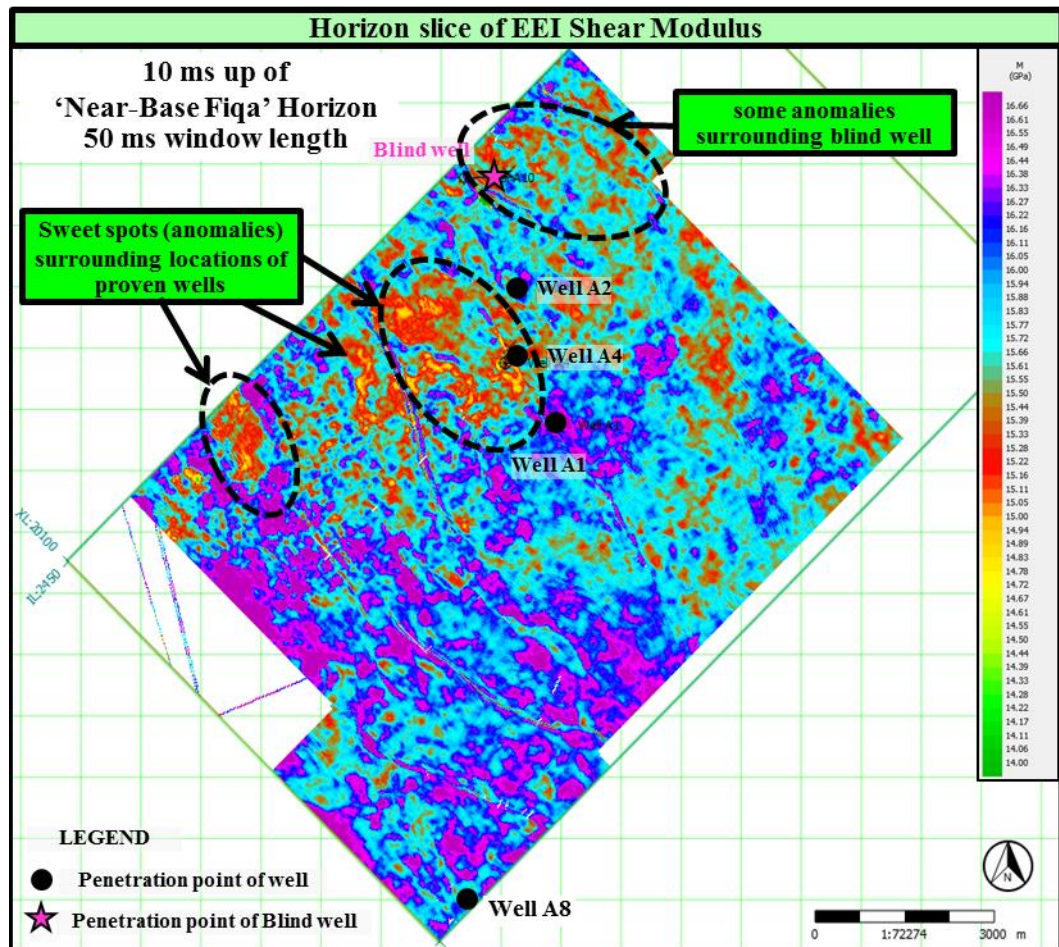 Horizon slice of EEI Shear Modulus
10 ms up of
‘Near-Base Fiqa’ Horizon
50 ms window length
some anomalies
surrounding blind well
Blind well
A10
Sweet spots (anomalies)
surrounding locations of
proven wells
Well A2
Well A4
Well A1
XL:20100
IL:2450
M
(GPa)
16.66
16.61
16.55
16.49
16.44
16.38
16.33
16.27
16.22
16.16
16.11
16.05
16.00
15.94
15.88
15.83
15.77
15.72
15.66
15.61
15.55
15.50
15.44
15.39
15.33
15.28
15.22
15.16
15.11
15.05
15.00
14.94
14.89
14.83
14.78
14.72
14.67
14.61
14.55
14.50
14.44
14.39
14.33
14.28
14.22
14.17
14.11
14.06
14.00
LEGEND
Penetration point of well
Penetration point of Blind well
Well A8
N
1:72274
0 3000 m